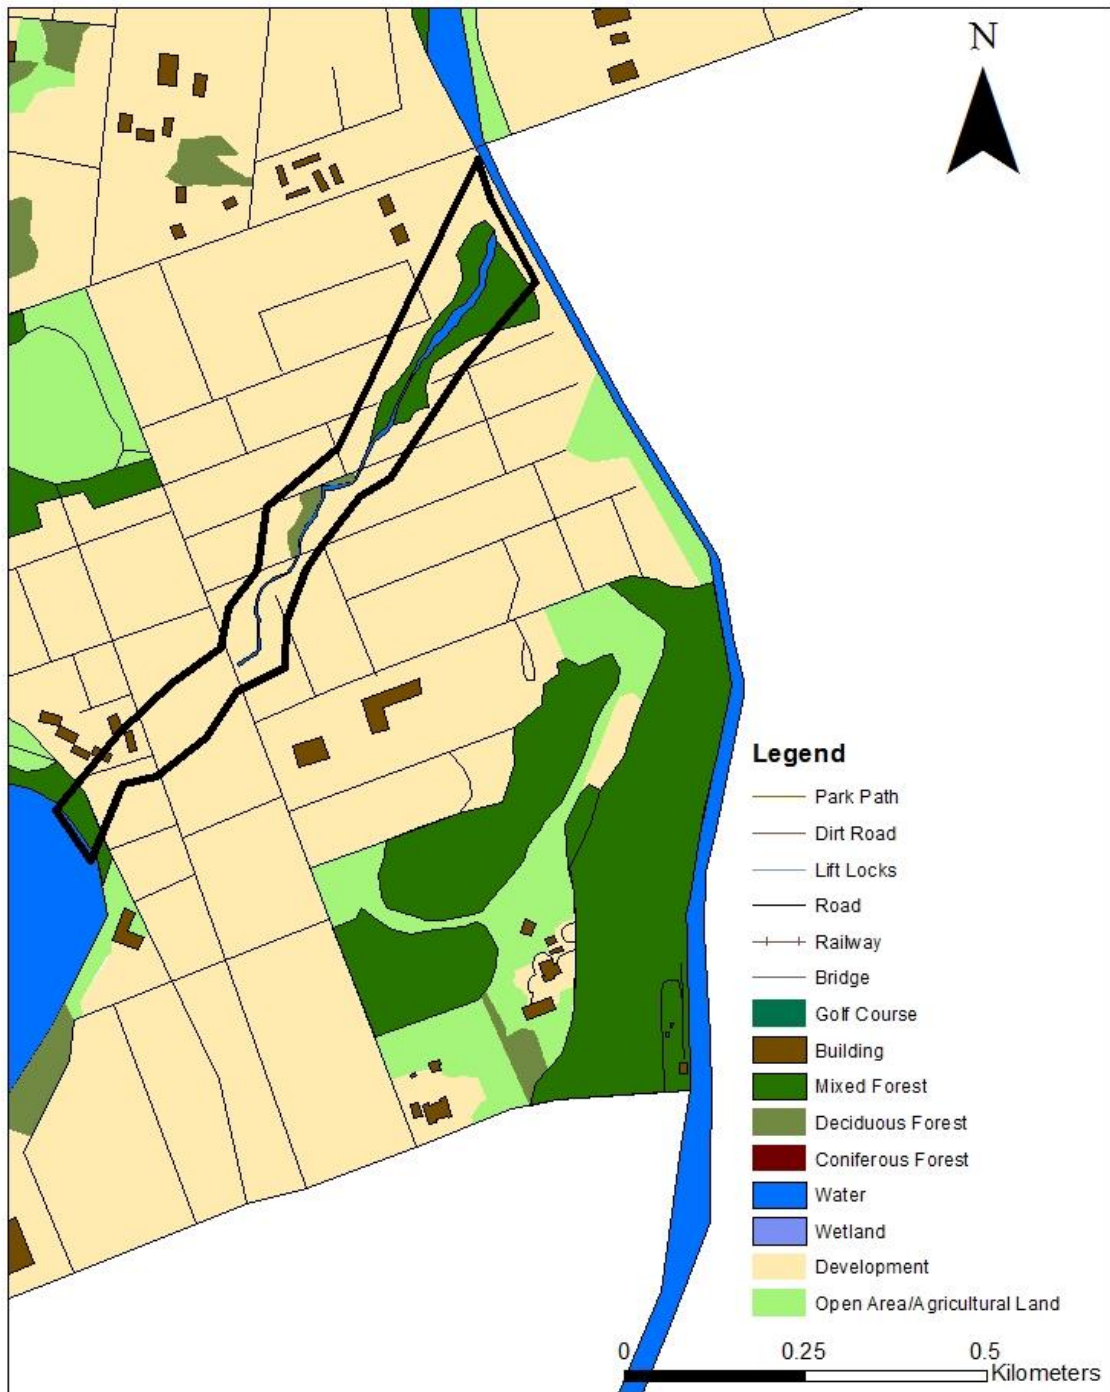 N
Legend
Park Path
Dirt Road
Lift Locks
Road
Railway
Bridge
Golf Course
Building
Mixed Forest
Deciduous Forest
Coniferous Forest
Water
Wetland
Development
Open Area/Agricultural Land
0 0.25 0.5
Kilometers